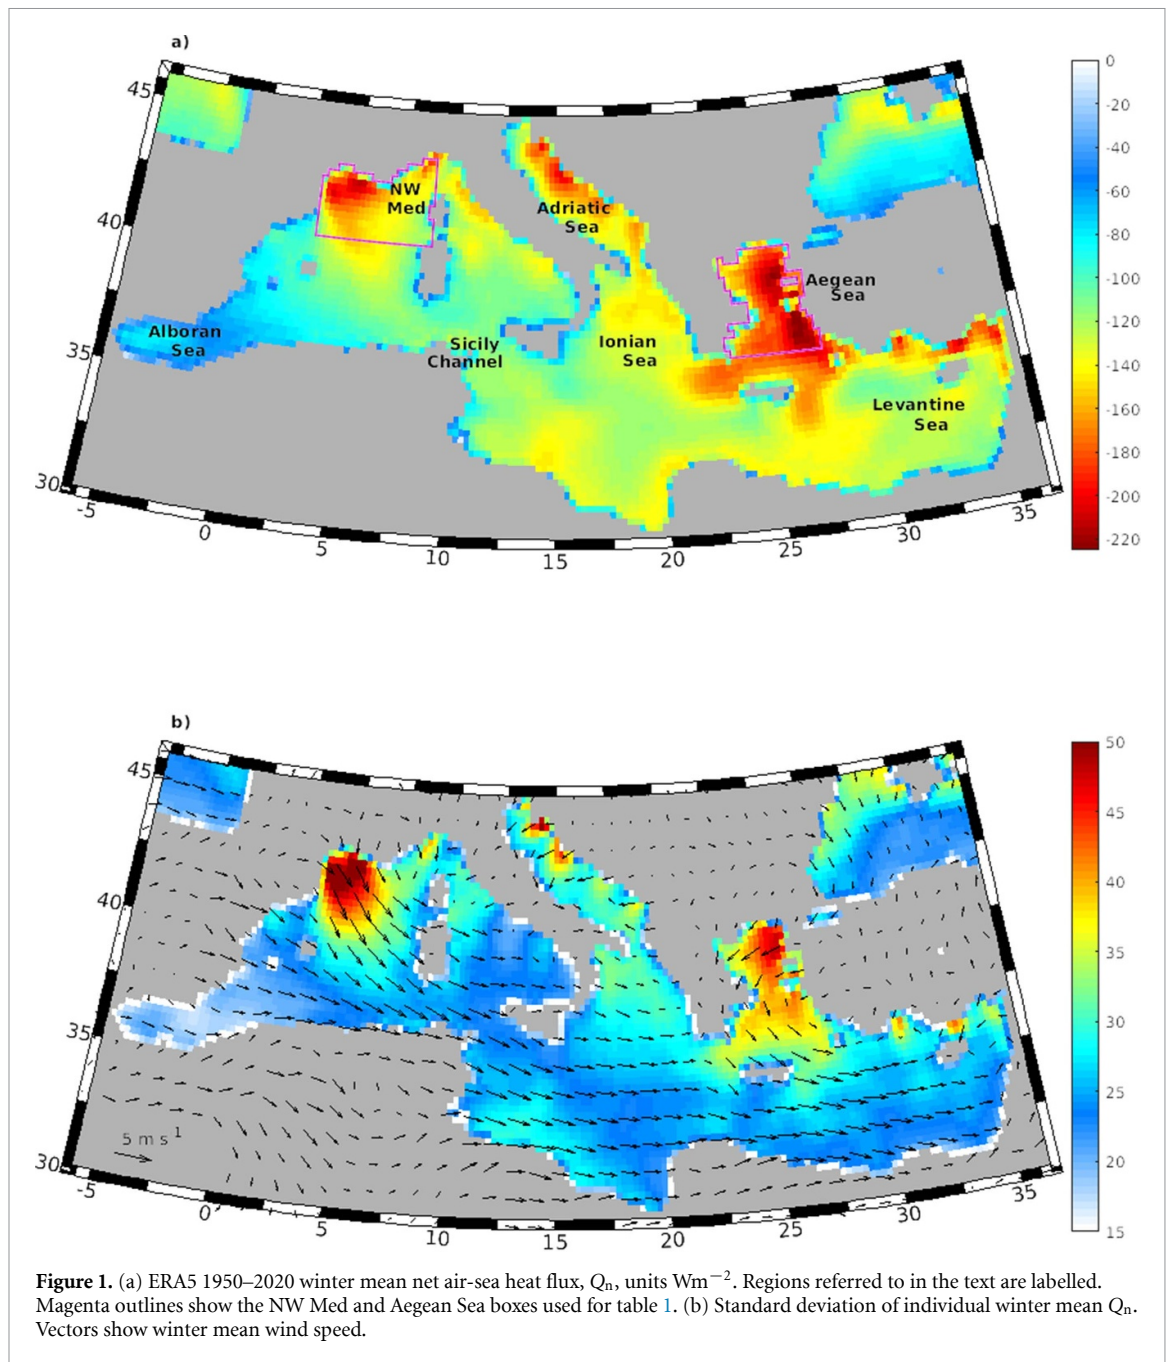 a)
45
40
35
30
-5
0
5
10
15
20
25
30
35
NW
Med
Adriatic
Sea
Aegean
Sea
Alboran
Sea
Sicily
Channel
Ionian
Sea
Levantine
Sea
0
-20
-60
-40
-80
-100
-120
-140
-160
-180
-200
-220
b)
45
40
35
30
5 m s 1
-5
0
5
10
15
20
25
30
35
50
45
40
35
30
25
20
15
Figure 1. (a) ERA5 1950–2020 winter mean net air-sea heat flux, Qn, units Wm−2. Regions referred to in the text are labelled.
Magenta outlines show the NW Med and Aegean Sea boxes used for table 1. (b) Standard deviation of individual winter mean Qn.
Vectors show winter mean wind speed.